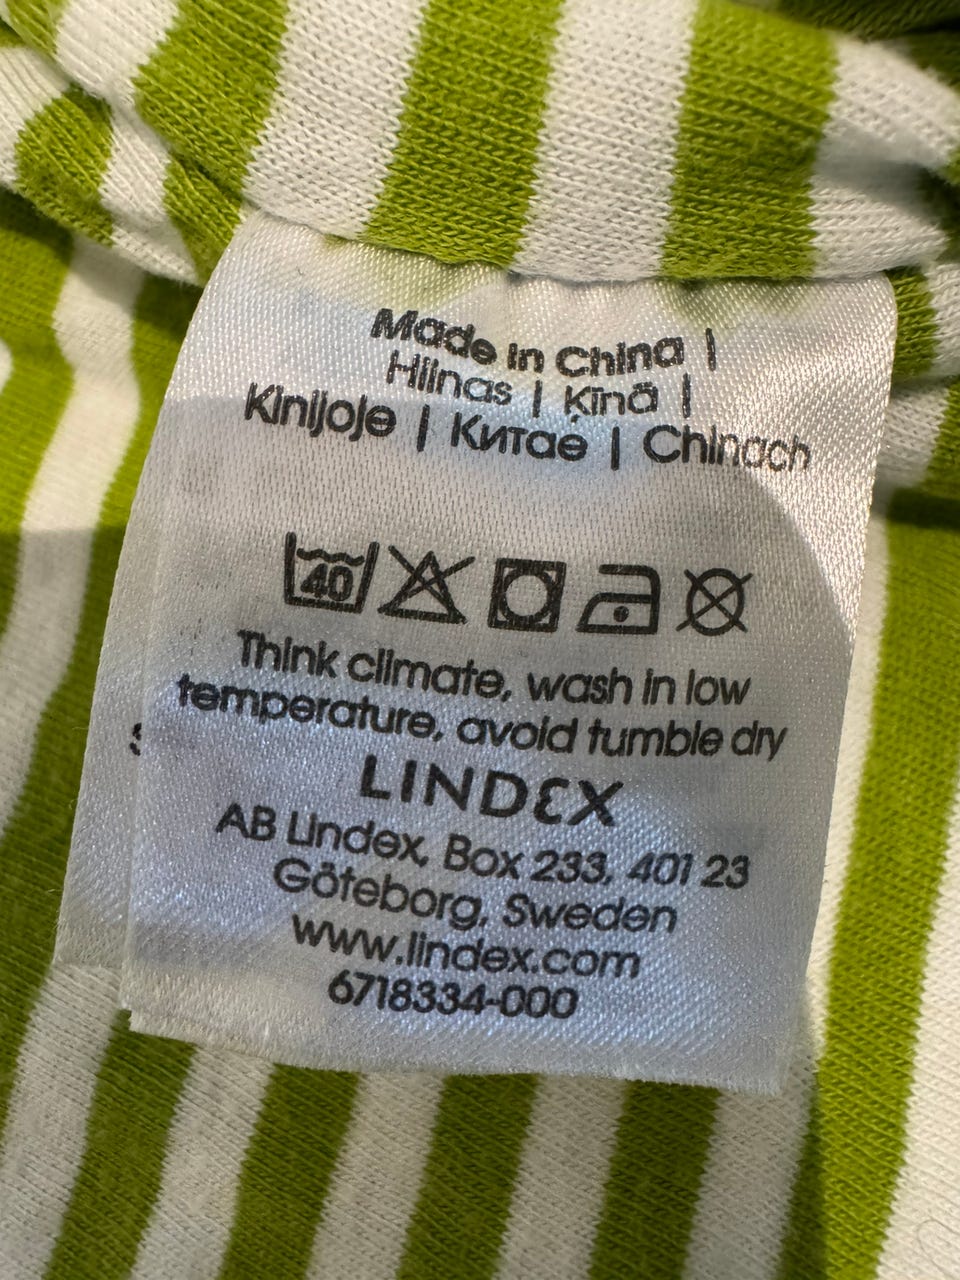 Made in China |
Hiinas | Ķīnā |
Kinijoje | Китае | Chinach
40
Think climate, wash in low
temperature, avoid tumble dry
LINDEX
AB Lindex, Box 233, 401 23
Göteborg, Sweden
www.lindex.com
6718334-000